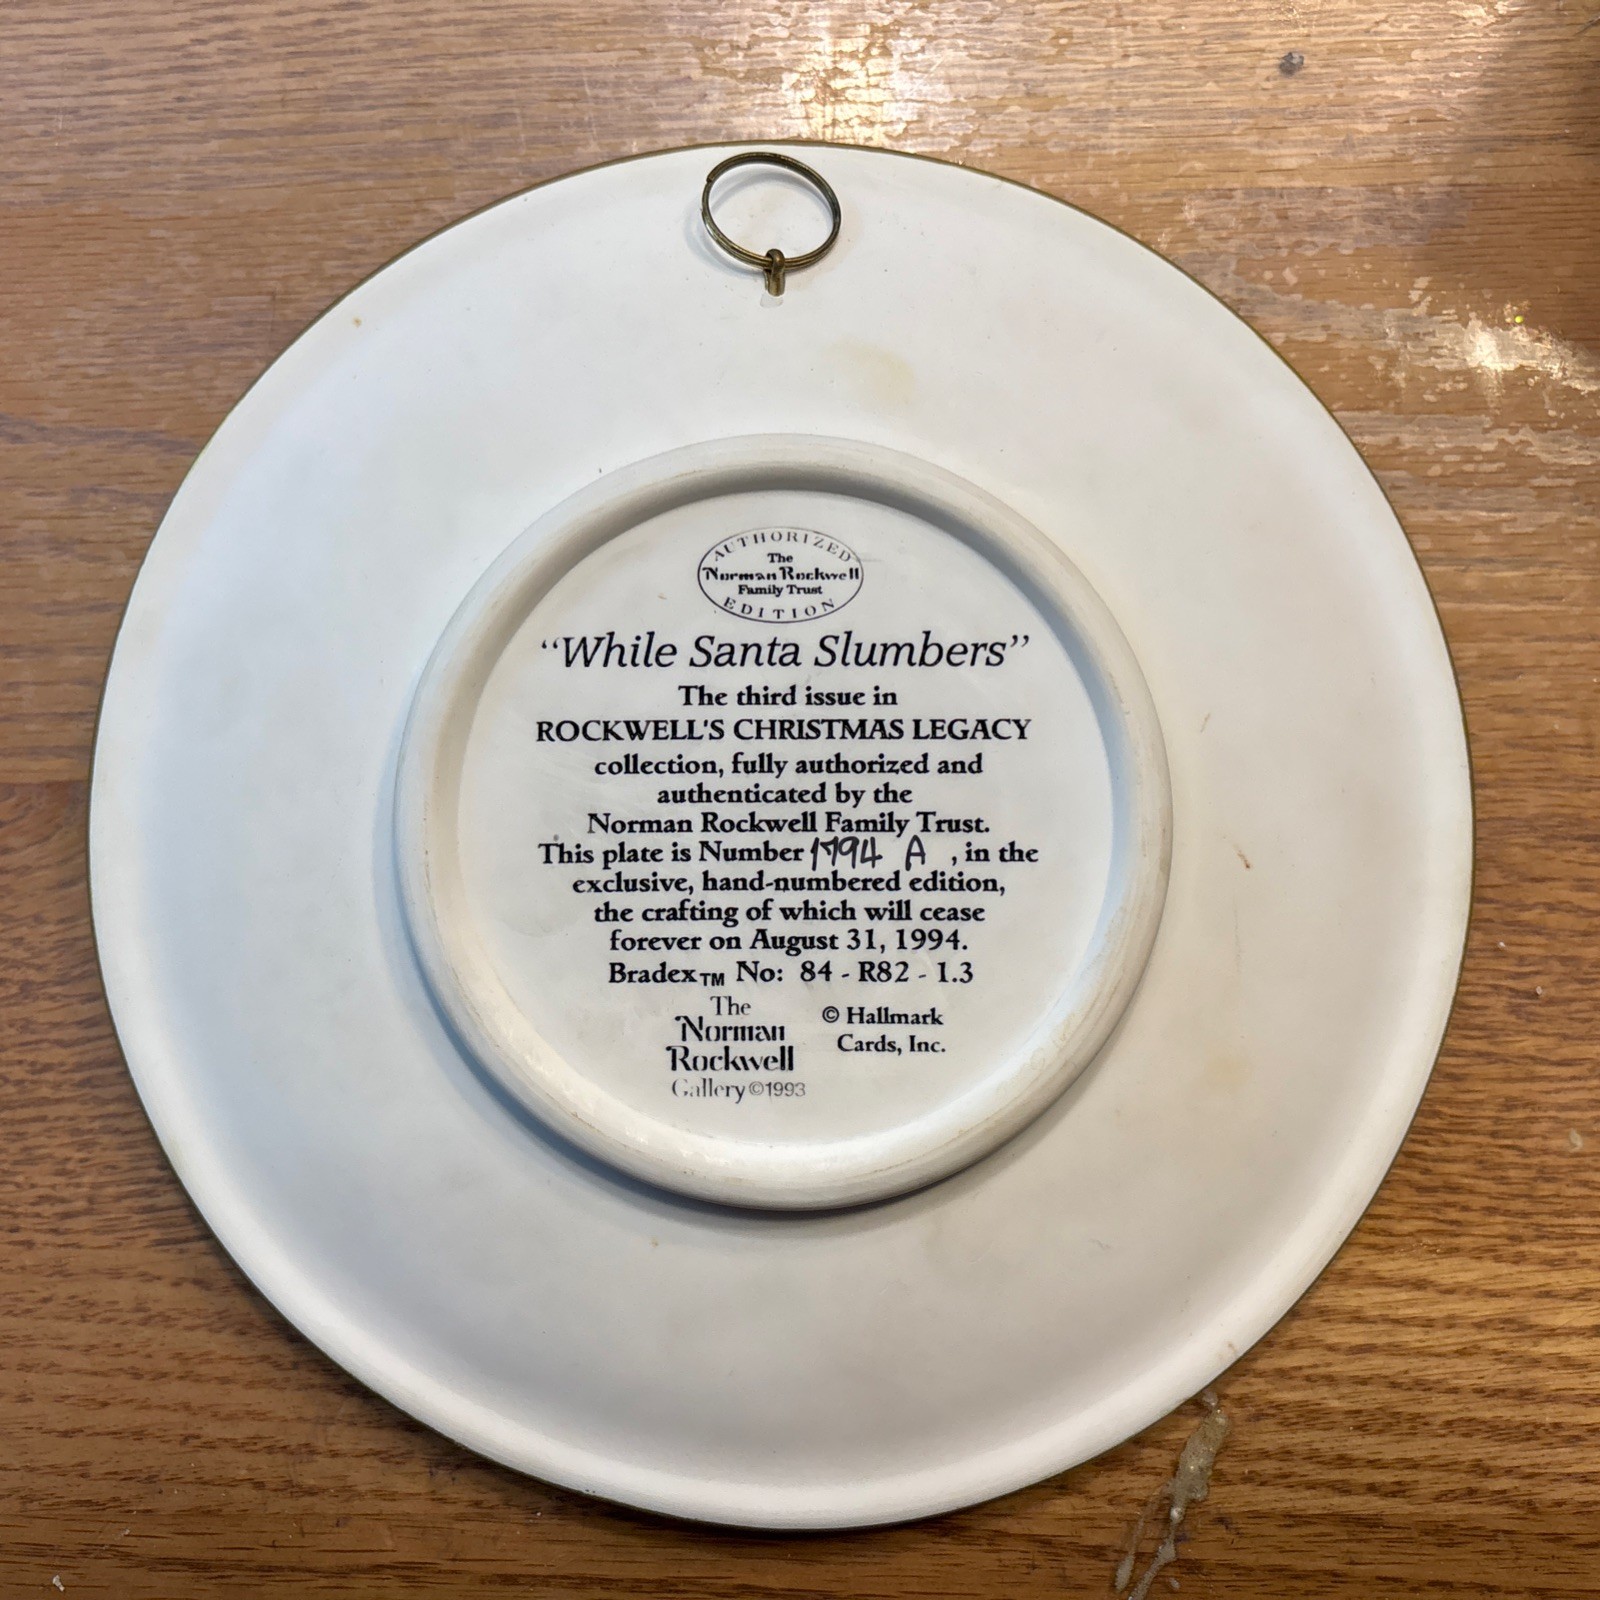 AUTHORIZED
The
Norman Rockwell
Family Trust
EDITION
“While Santa Slumbers”
The third issue in
ROCKWELL'S CHRISTMAS LEGACY
collection, fully authorized and
authenticated by the
Norman Rockwell Family Trust.
This plate is Number 1794 A , in the
exclusive, hand-numbered edition,
the crafting of which will cease
forever on August 31, 1994.
Bradex™ No: 84 - R82 - 1.3
The
Norman
Rockwell
Gallery ©1993
© Hallmark
Cards, Inc.